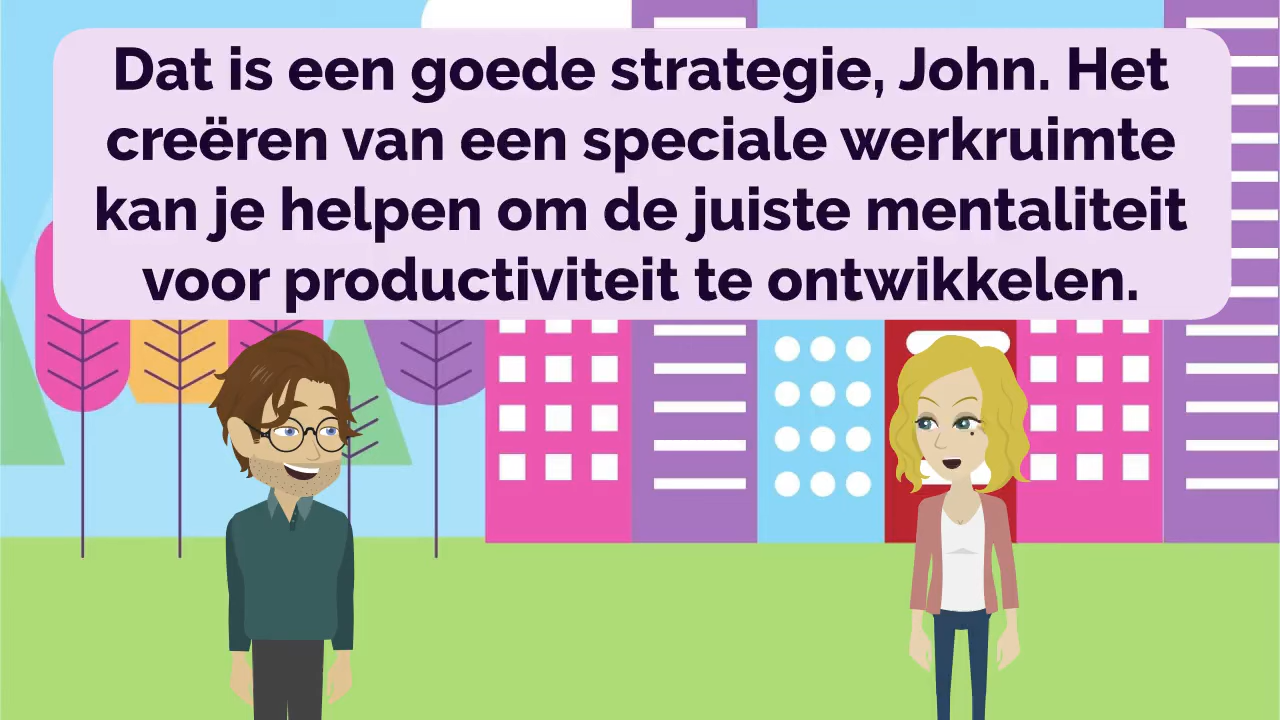 Dat is een goede strategie, John. Het
creëren van een speciale werkruimte
kan je helpen om de juiste mentaliteit
voor productiviteit te ontwikkelen.